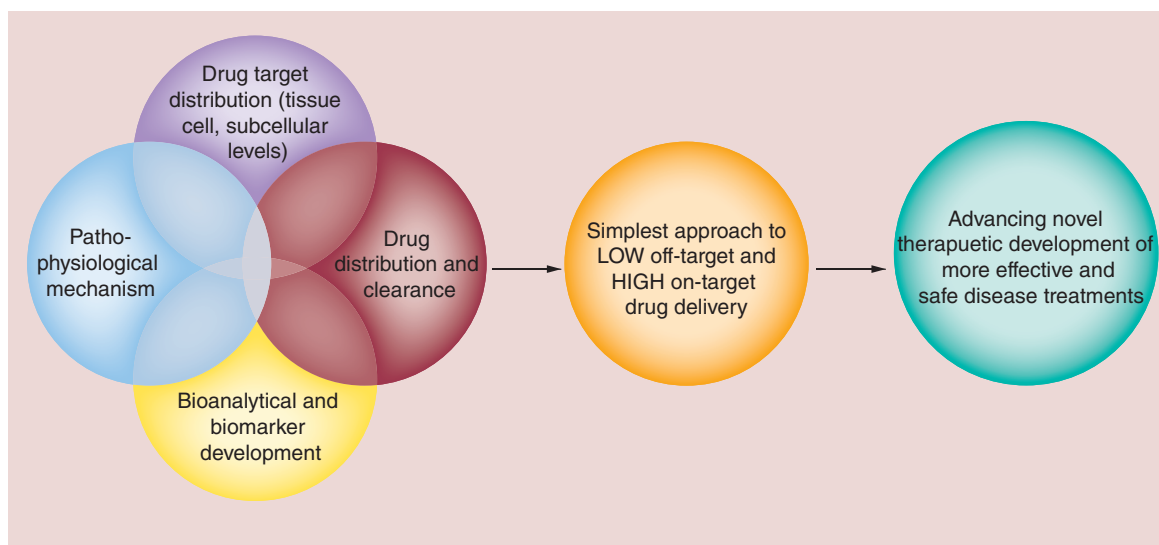 Drug target
distribution (tissue
cell, subcellular
levels)
Patho-
physiological
mechanism
Drug
distribution and
clearance
Bioanalytical and
biomarker
development
Simplest approach to
LOW off-target and
HIGH on-target
drug delivery
Advancing novel
therapuetic development of
more effective and
safe disease treatments